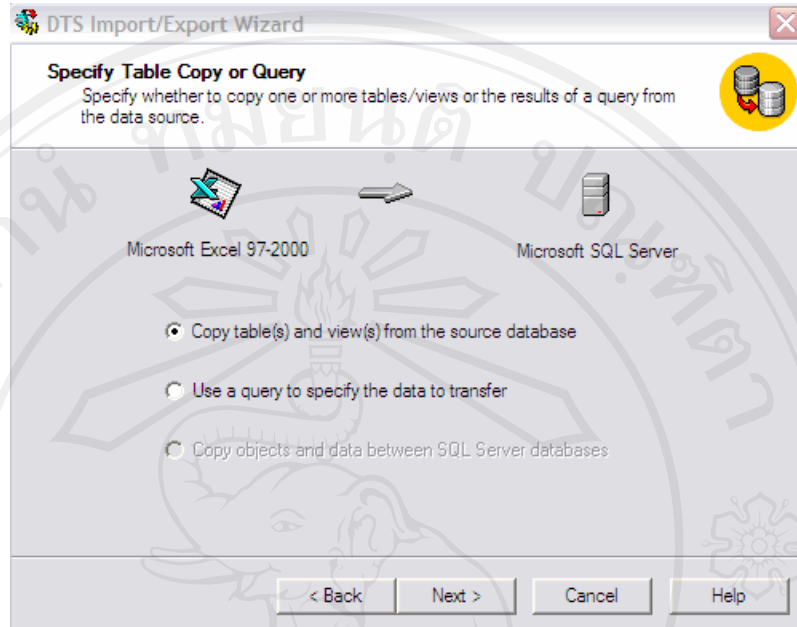 DTS Import/Export Wizard
Specify Table Copy or Query
Specify whether to copy one or more tables/views or the results of a query from
the data source.
Microsoft Excel 97-2000
Microsoft SQL Server
Copy table(s) and view(s) from the source database
Use a query to specify the data to transfer
Copy objects and data between SQL Server databases
< Back
Next >
Cancel
Help